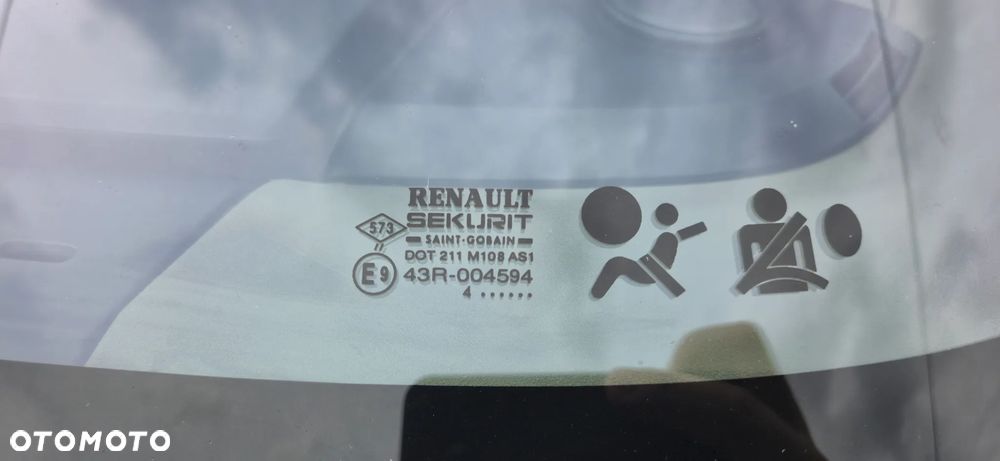 RENAULT
SEKURIT
SAINT-GOBAIN
DOT 211 M108 AS1
43R-004594
4 ......
573
E9
OTOMOTO